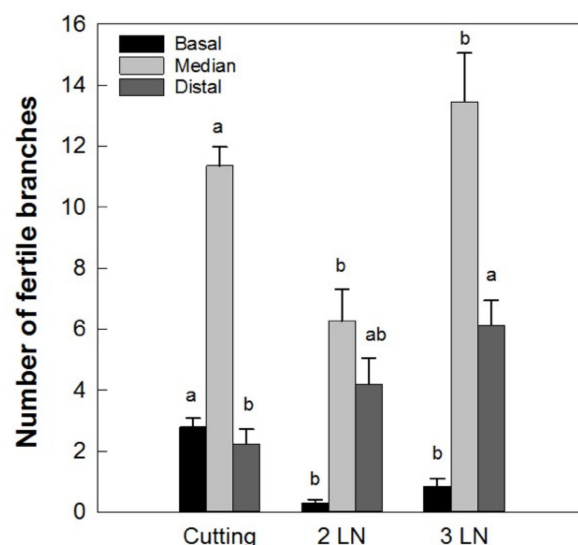 Number of fertile branches
16
14
12
10
8
6
4
2
0
Basal
Median
Distal
a
a
b
b
b
ab
b
b
a
Cutting
2 LN
3 LN